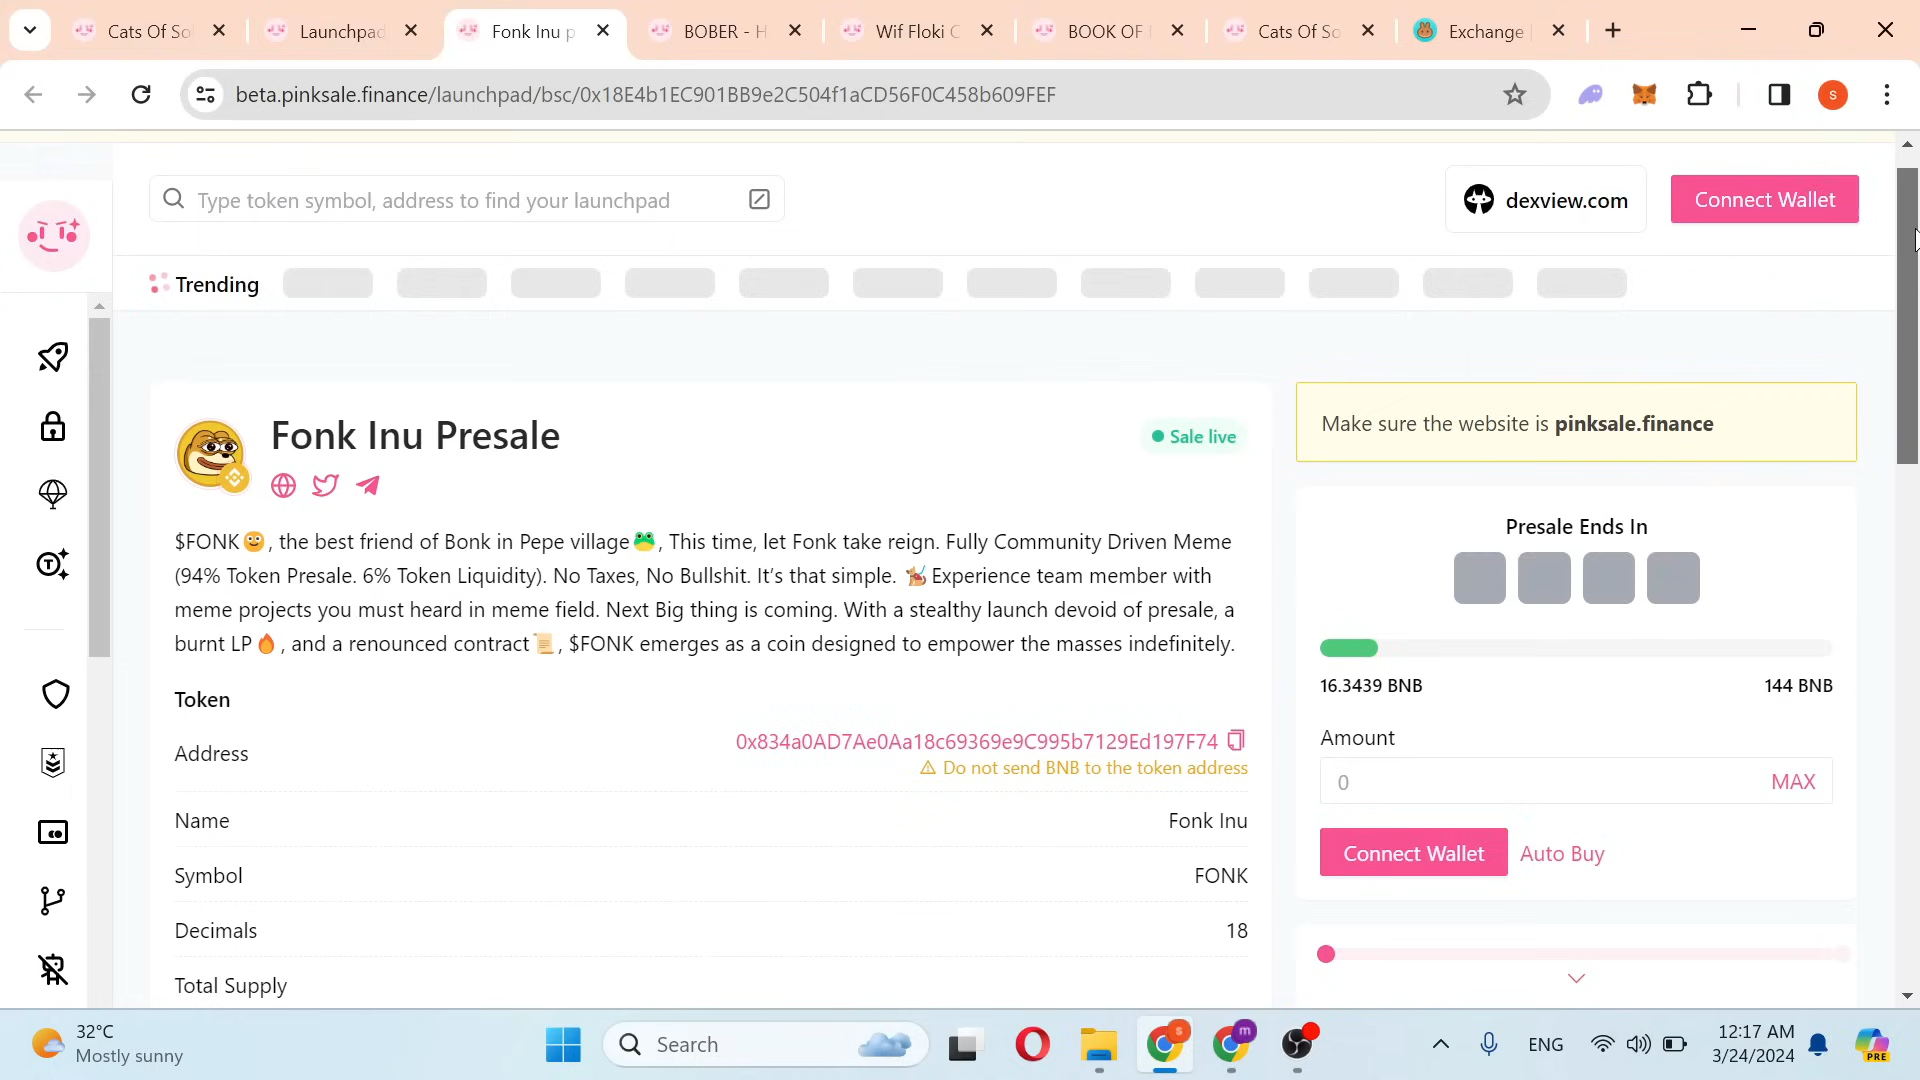 Cats Of So
Launchpad
Fonk Inu p
BOBER - H
Wif Floki C
BOOK OF
Cats Of So
Exchange
beta.pinksale.finance/launchpad/bsc/0x18E4b1EC901BB9e2C504f1aCD56F0C458b609FEF
S
Type token symbol, address to find your launchpad
dexview.com
Connect Wallet
Trending
Fonk Inu Presale
Sale live
$FONK😊, the best friend of Bonk in Pepe village🐸, This time, let Fonk take reign. Fully Community Driven Meme
(94% Token Presale. 6% Token Liquidity). No Taxes, No Bullshit. It's that simple. 🐕‍🦺Experience team member with
meme projects you must heard in meme field. Next Big thing is coming. With a stealthy launch devoid of presale, a
burnt LP🔥, and a renounced contract📜, $FONK emerges as a coin designed to empower the masses indefinitely.
Token
Address
0x834a0AD7Ae0Aa18c69369e9C995b7129Ed197F74
Do not send BNB to the token address
Name
Fonk Inu
Symbol
FONK
Decimals
18
Total Supply
Make sure the website is pinksale.finance
Presale Ends In
16.3439 BNB
144 BNB
Amount
0
MAX
Connect Wallet
Auto Buy
32°C
Mostly sunny
Search
S
m
ENG
12:17 AM
3/24/2024
PRE